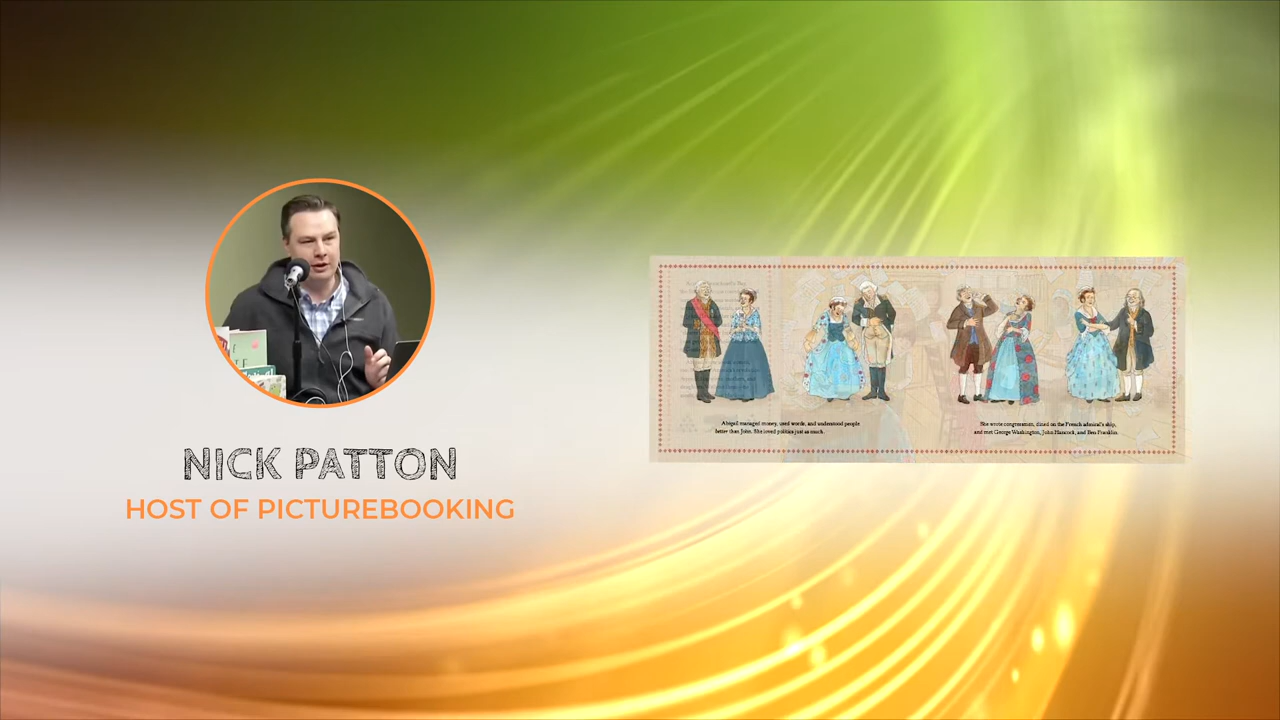 NICK PATTON
HOST OF PICTUREBOOKING
Abigail managed money, used words, and understood people
better than John. She loved politics just as much.
She wrote congressmen, dined on the French admiral's ship,
and met George Washington, John Hancock, and Ben Franklin.